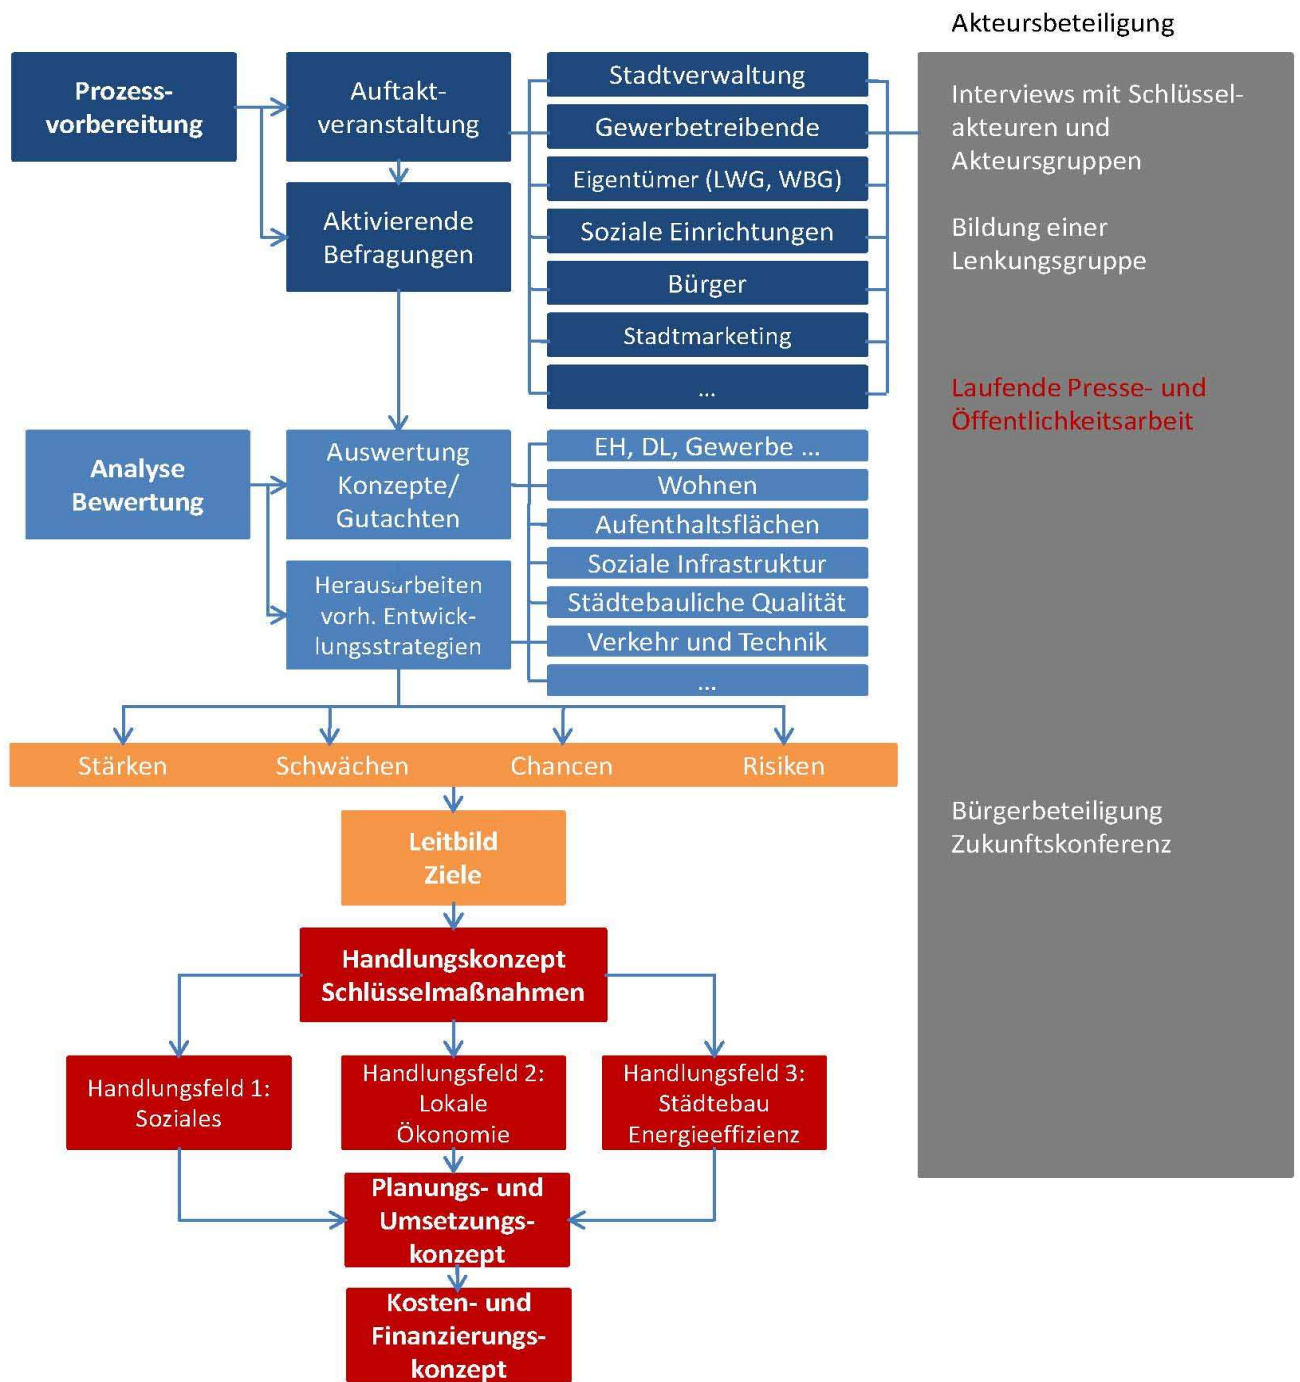 Akteursbeteiligung
Prozess-
vorbereitung
Auftakt-
veranstaltung
Aktivierende
Befragungen
Stadtverwaltung
Gewerbetreibende
Eigentümer (LWG, WBG)
Soziale Einrichtungen
Bürger
Stadtmarketing
...
Interviews mit Schlüssel-
akteuren und
Akteursgruppen
Bildung einer
Lenkungsgruppe
Laufende Presse- und
Öffentlichkeitsarbeit
Analyse
Bewertung
Auswertung
Konzepte/
Gutachten
Herausarbeiten
vorh. Entwick-
lungsstrategien
EH, DL, Gewerbe ...
Wohnen
Aufenthaltsflächen
Soziale Infrastruktur
Städtebauliche Qualität
Verkehr und Technik
...
Stärken
Schwächen
Chancen
Risiken
Bürgerbeteiligung
Zukunftskonferenz
Leitbild
Ziele
Handlungskonzept
Schlüsselmaßnahmen
Handlungsfeld 1:
Soziales
Handlungsfeld 2:
Lokale
Ökonomie
Handlungsfeld 3:
Städtebau
Energieeffizienz
Planungs- und
Umsetzungs-
konzept
Kosten- und
Finanzierungs-
konzept